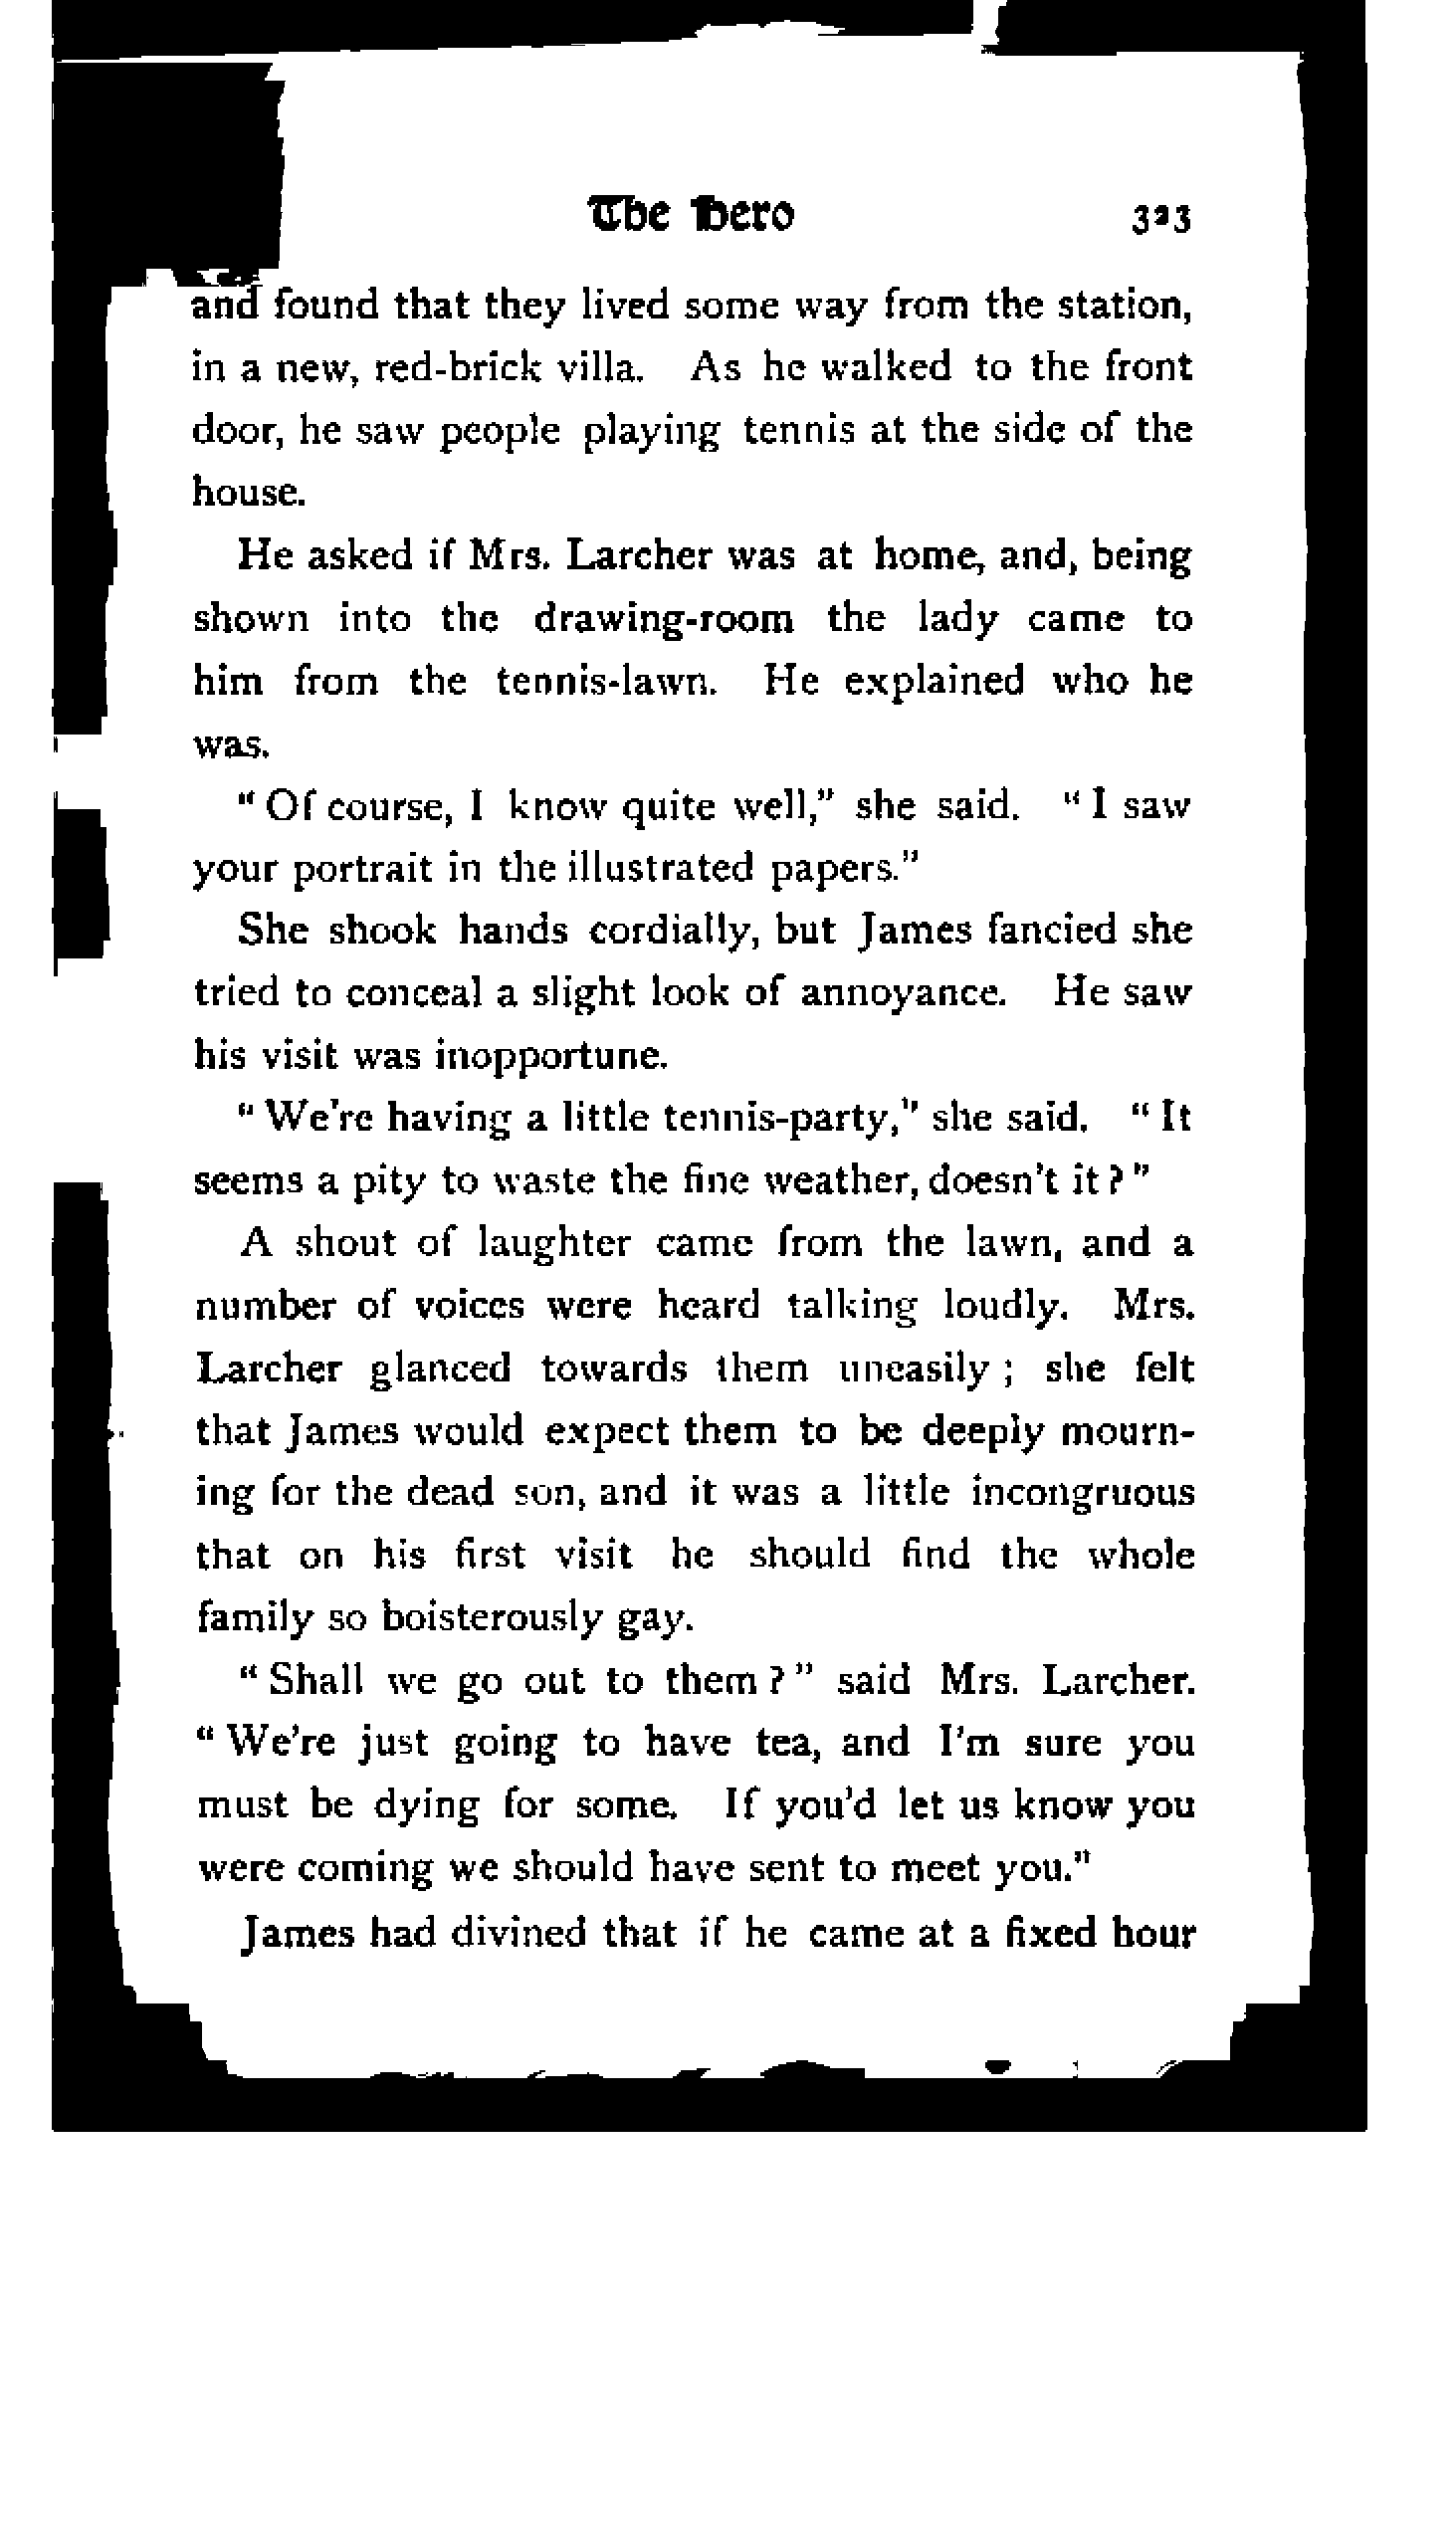 The Hero 323
and found that they lived some way from the station,
in a new, red-brick villa. As he walked to the front
door, he saw people playing tennis at the side of the
house.
He asked if Mrs. Larcher was at home, and, being
shown into the drawing-room the lady came to
him from the tennis-lawn. He explained who he
was.
“ Of course, I know quite well,” she said. “ I saw
your portrait in the illustrated papers.”
She shook hands cordially, but James fancied she
tried to conceal a slight look of annoyance. He saw
his visit was inopportune.
“ We’re having a little tennis-party,” she said. “ It
seems a pity to waste the fine weather, doesn’t it ? ”
A shout of laughter came from the lawn, and a
number of voices were heard talking loudly. Mrs.
Larcher glanced towards them uneasily ; she felt
that James would expect them to be deeply mourn-
ing for the dead son, and it was a little incongruous
that on his first visit he should find the whole
family so boisterously gay.
“ Shall we go out to them ? ” said Mrs. Larcher.
“ We’re just going to have tea, and I’m sure you
must be dying for some. If you’d let us know you
were coming we should have sent to meet you.”
James had divined that if he came at a fixed hour